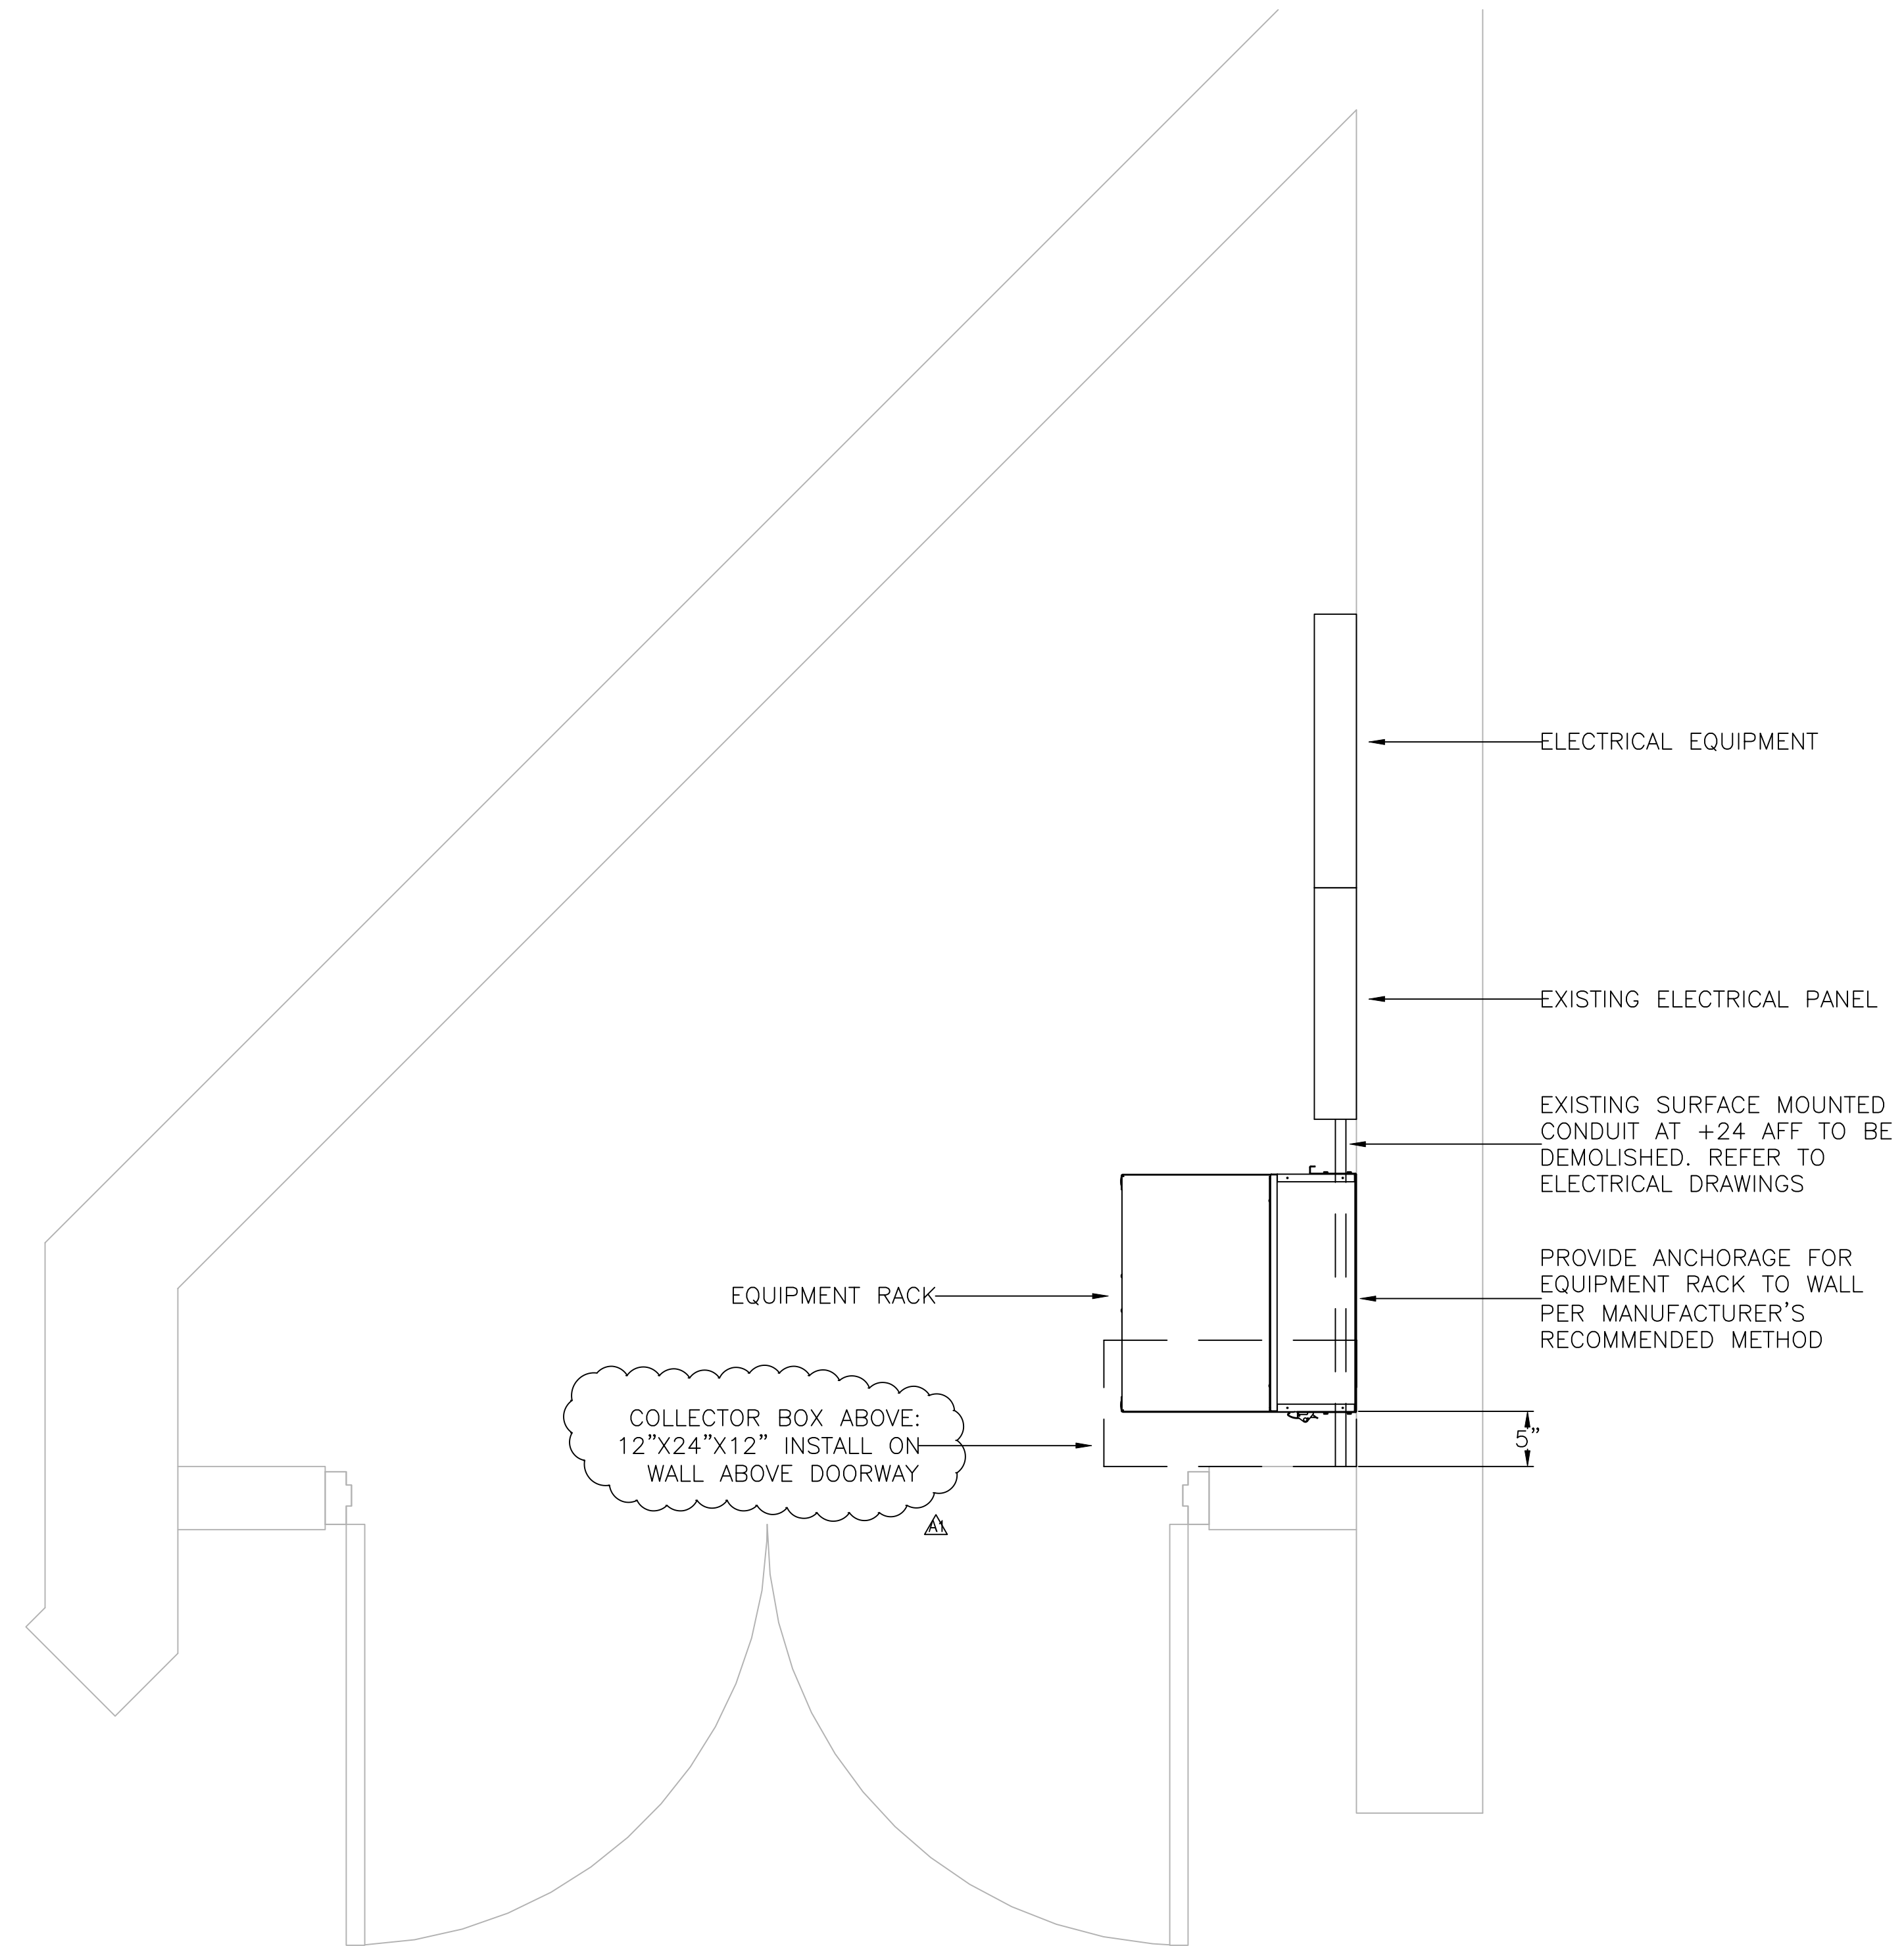 ELECTRICAL EQUIPMENT
EXISTING ELECTRICAL PANEL
EXISTING SURFACE MOUNTED
CONDUIT AT +24 AFF TO BE
DEMOLISHED. REFER TO
ELECTRICAL DRAWINGS
PROVIDE ANCHORAGE FOR
EQUIPMENT RACK TO WALL
PER MANUFACTURER'S
RECOMMENDED METHOD
EQUIPMENT RACK
COLLECTOR BOX ABOVE:
12"X24"X12" INSTALL ON
WALL ABOVE DOORWAY
5"
A1